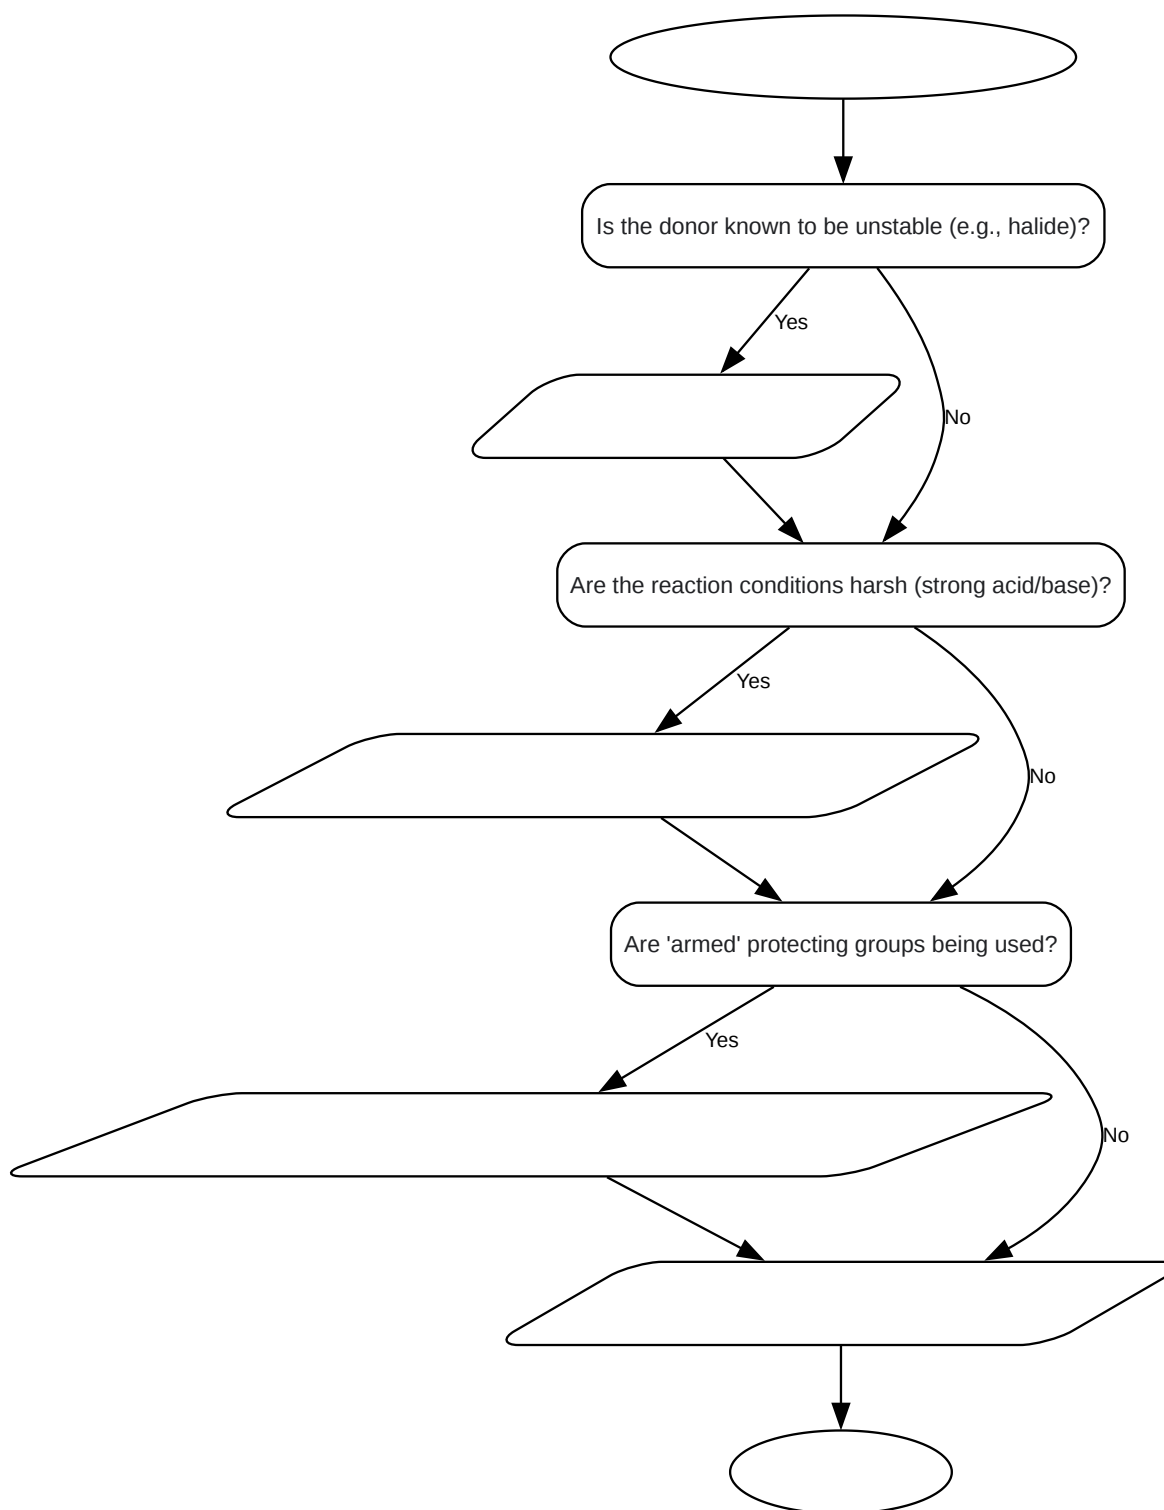 Is the donor known to be unstable (e.g., halide)?
Yes
No
Are the reaction conditions harsh (strong acid/base)?
Yes
No
Are 'armed' protecting groups being used?
Yes
No